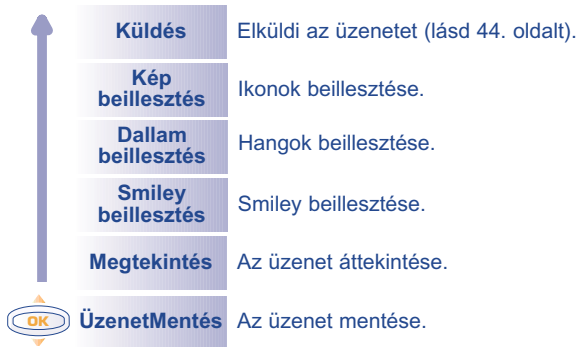 Küldés Elküldi az üzenetet (lásd 44. oldalt).
Kép
beillesztés Ikonok beillesztése.
Dallam
beillesztés Hangok beillesztése.
Smiley
beillesztés Smiley beillesztése.
Megtekintés Az üzenet áttekintése.
OK ÜzenetMentés Az üzenet mentése.